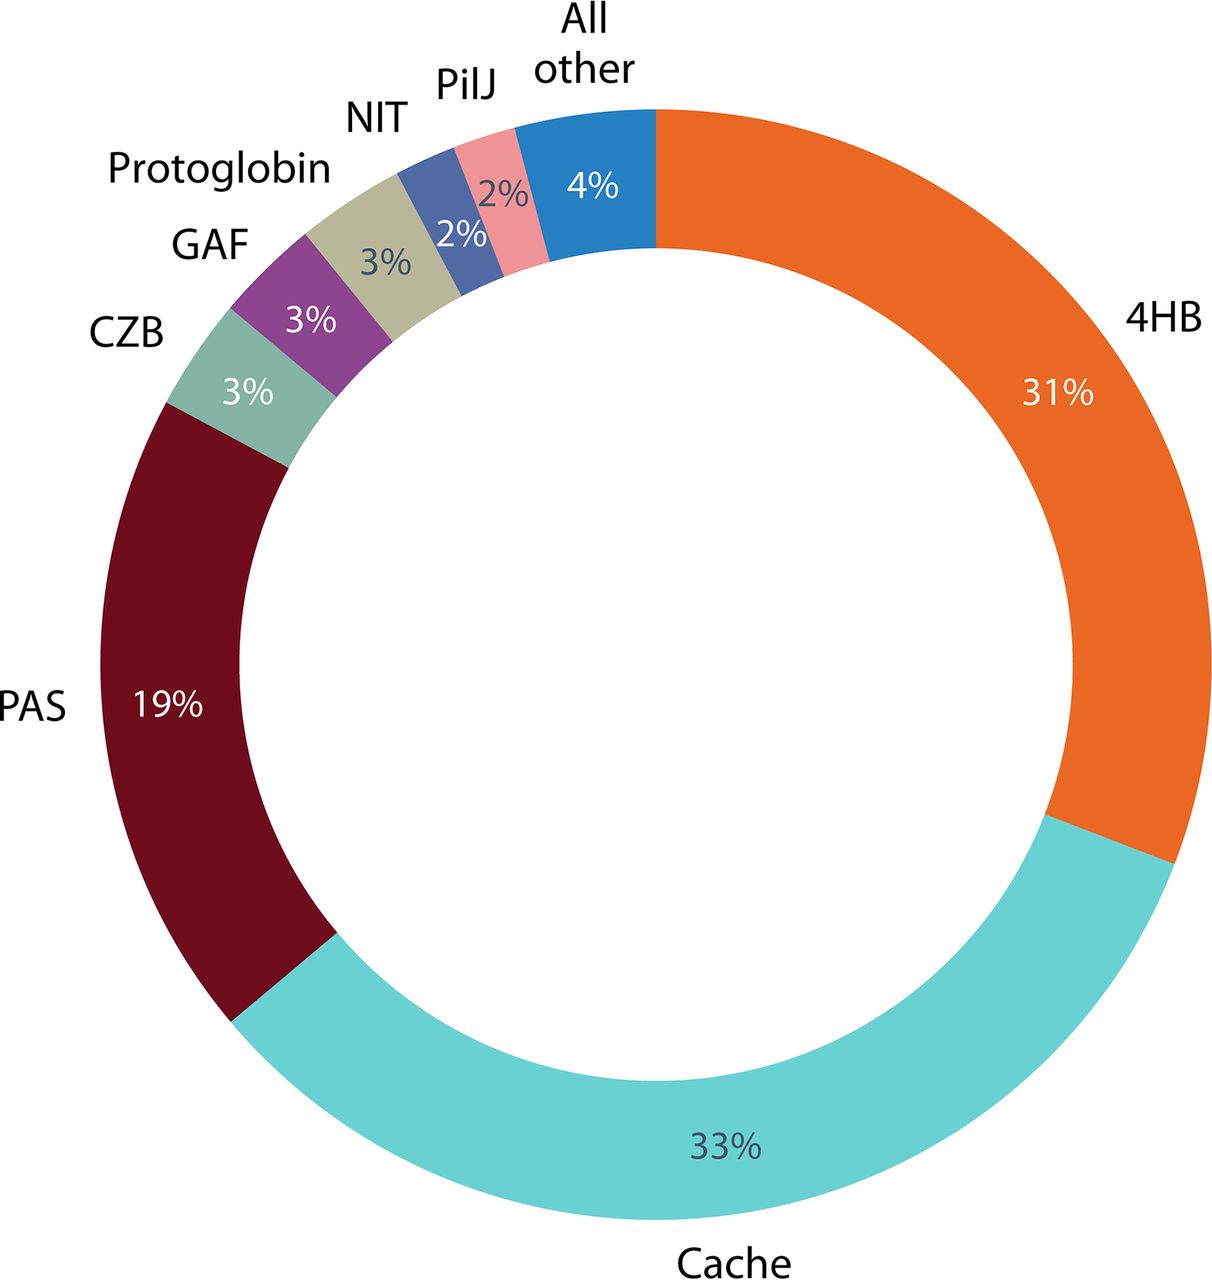 All
other
PilJ
NIT
Protoglobin
GAF
CZB
PAS
Cache
4HB
4%
2%
2%
3%
3%
3%
19%
33%
31%